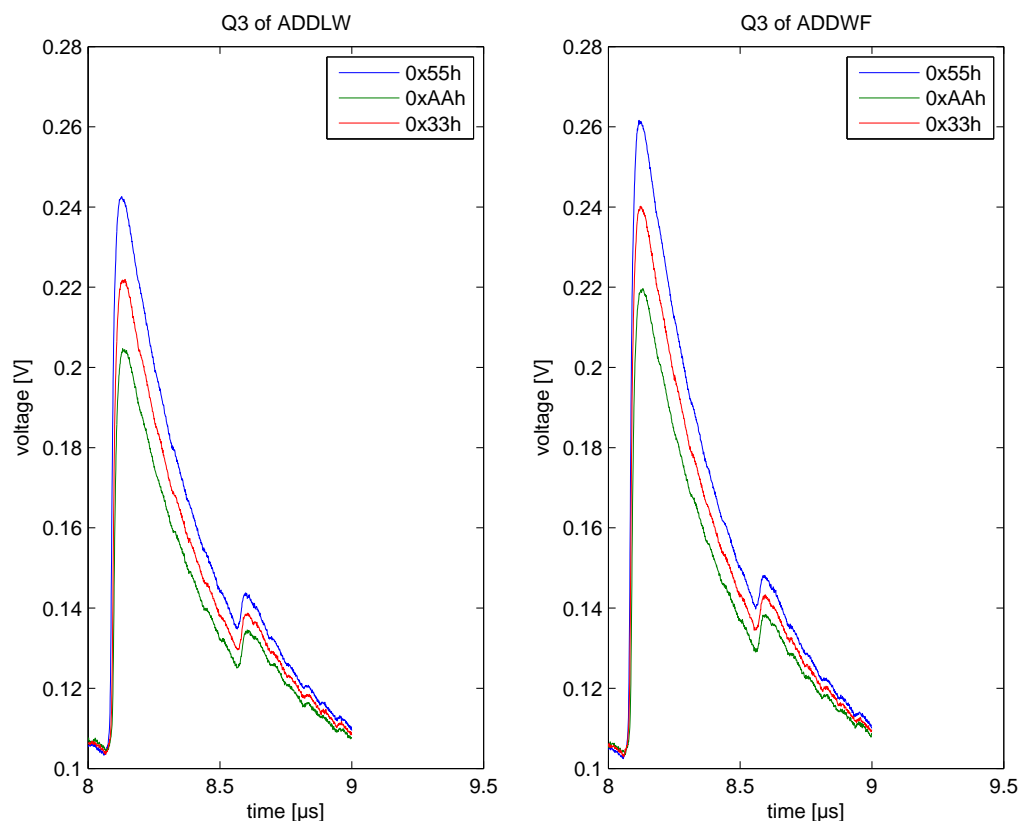 Q3 of ADDLW
0.28
0.26
0.24
0.22
0.2
0.18
0.16
0.14
0.12
0.1
voltage [V]
8
8.5
9
9.5
time [µs]
0x55h
0xAAh
0x33h
Q3 of ADDWF
0.28
0.26
0.24
0.22
0.2
0.18
0.16
0.14
0.12
0.1
voltage [V]
8
8.5
9
9.5
time [µs]
0x55h
0xAAh
0x33h